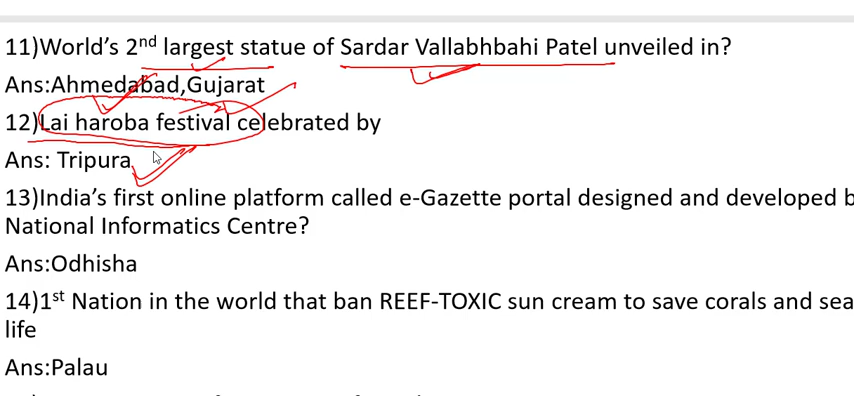 11)World's 2nd largest statue of Sardar Vallabhbahi Patel unveiled in?
Ans:Ahmedabad,Gujarat
12)Lai haroba festival celebrated by
Ans: Tripura
13)India's first online platform called e-Gazette portal designed and developed b
National Informatics Centre?
Ans:Odhisha
14)1st Nation in the world that ban REEF-TOXIC sun cream to save corals and sea
life
Ans:Palau